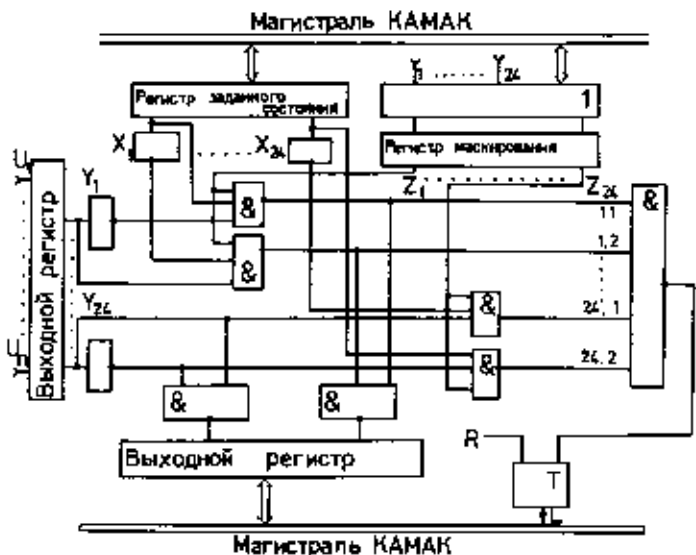 Магистраль КАМАК
Y1 Y24
Регистр заданного состояния
1
X1 X24
Регистр маскирования
U
Y1
Z1 Z24
&
&
&
1,1
1,2
Выходной регистр
Y24
&
24,1
&
24,2
&
&
Выходной регистр
R
T
Магистраль КАМАК